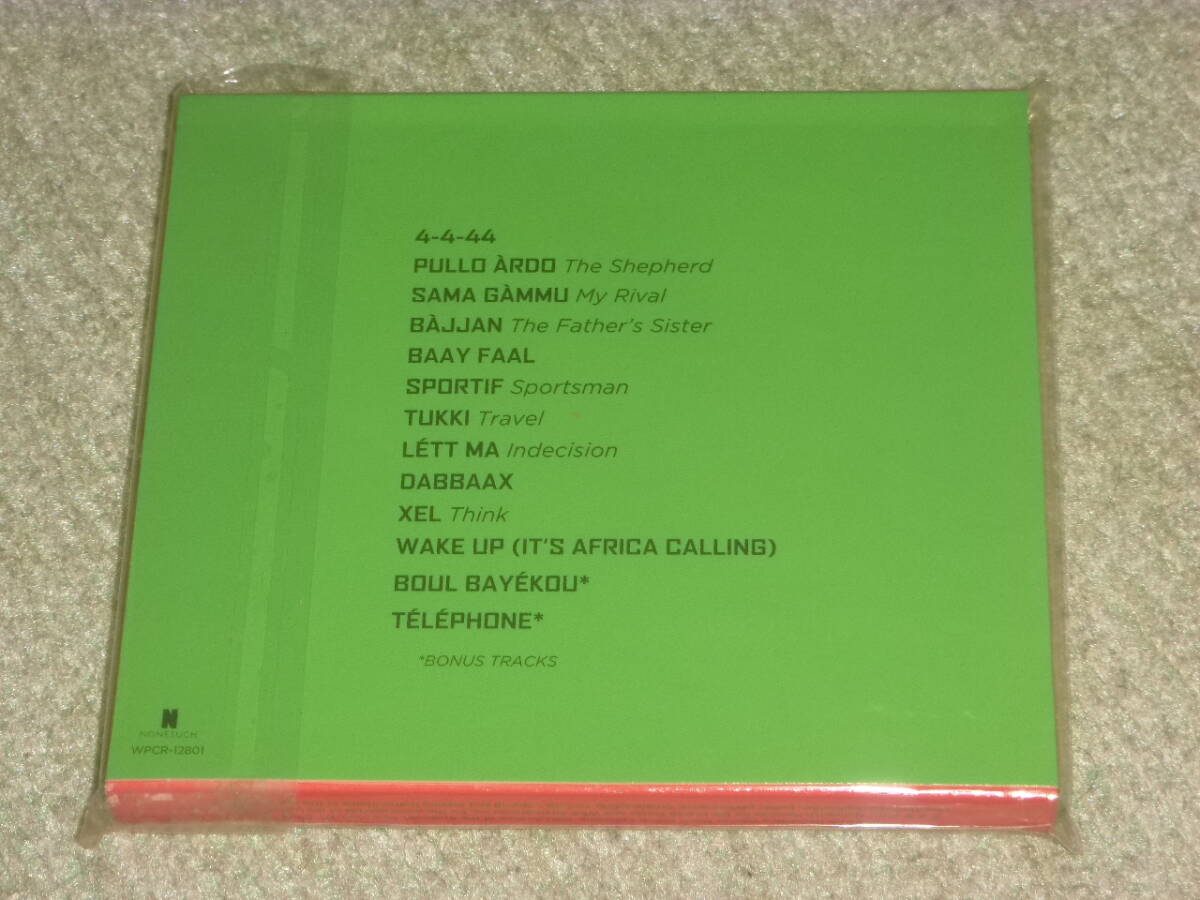 4-4-44
PULLO ÀRDO The Shepherd
SAMA GÀMMU My Rival
BÀJJAN The Father's Sister
BAAY FAAL
SPORTIF Sportsman
TUKKI Travel
LÉTT MA Indecision
DABBAAX
XEL Think
WAKE UP (IT'S AFRICA CALLING)
BOUL BAYÉKOU*
TÉLÉPHONE*
*BONUS TRACKS
N
NONESUCH
WPCR-12801